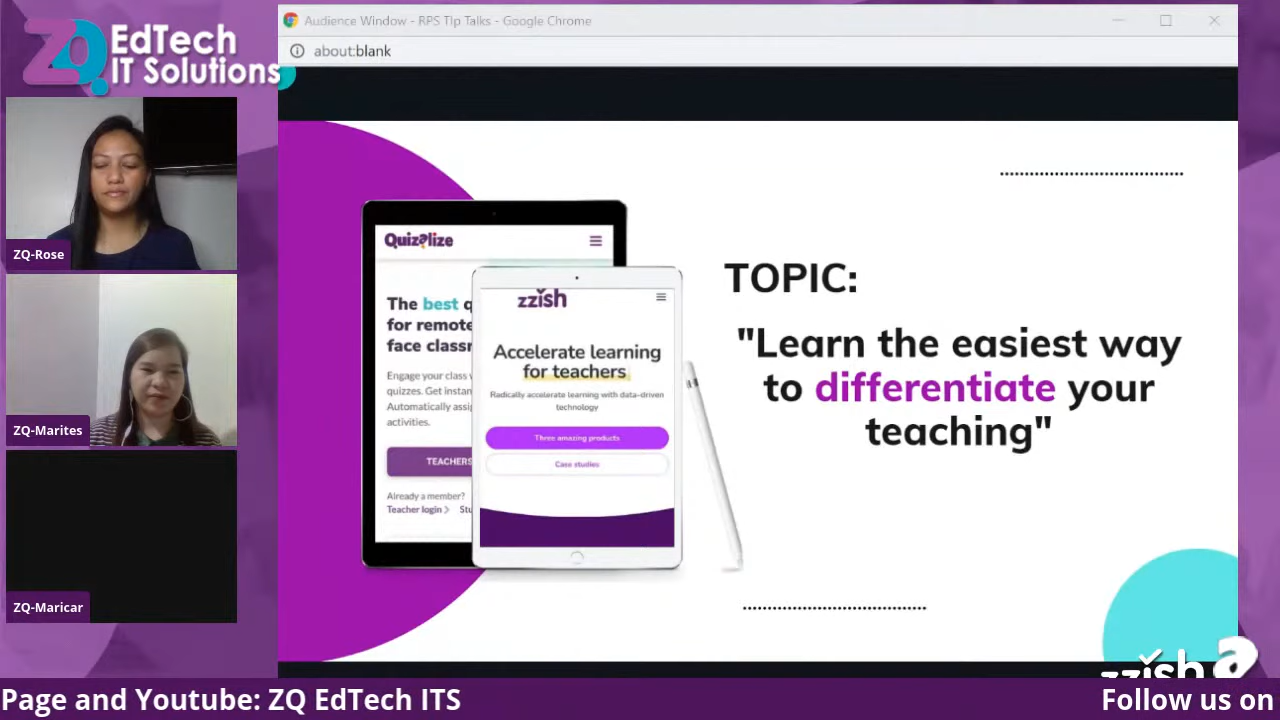 ZQ EdTech
IT Solutions
Audience Window - RPS TIp Talks - Google Chrome
about:blank
ZQ-Rose
ZQ-Marites
ZQ-Maricar
Quizalize
The best q
for remote
face classr
Engage your class
quizzes. Get instan
Automatically assig
activities.
TEACHERS
Already a member?
Teacher login > Stu
zzish
Accelerate learning
for teachers
Radically accelerate learning with data-driven
technology
Three amazing products
Case studies
TOPIC:
"Learn the easiest way
to differentiate your
teaching"
zzish a
Page and Youtube: ZQ EdTech ITS
Follow us on